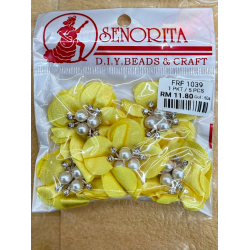 SENORITA
D.I.Y. BEADS & CRAFT
FRF 1039
1 PKT / 5 PCS
RM 11.80